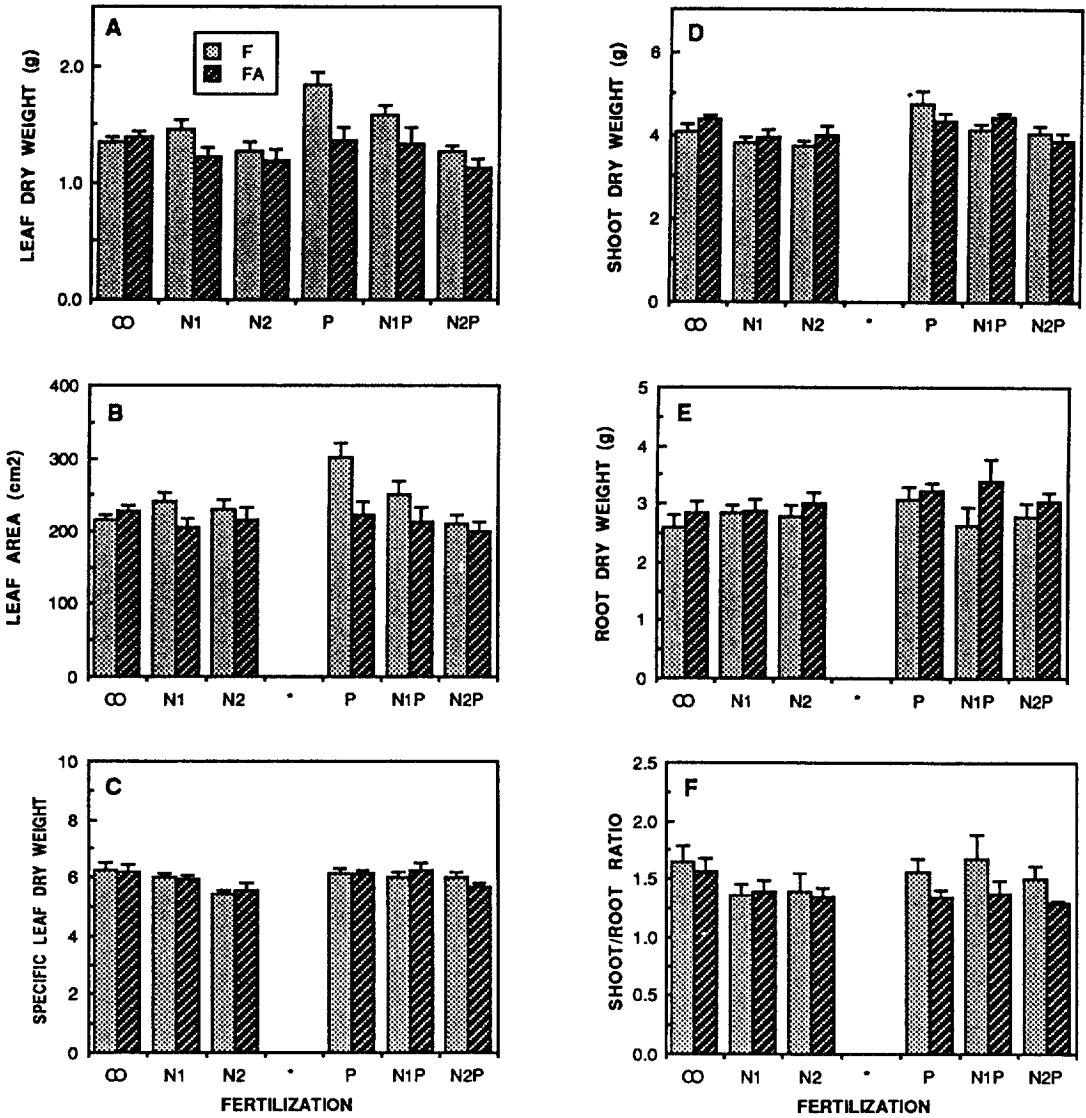 A
F
FA
LEAF DRY WEIGHT (g)
2.0
1.0
0.0
CO N1 N2 P N1P N2P
B
LEAF AREA (cm2)
400
300
200
100
0
CO N1 N2 * P N1P N2P
C
SPECIFIC LEAF DRY WEIGHT
10
8
6
4
2
0
CO N1 N2 * P N1P N2P
FERTILIZATION
D
SHOOT DRY WEIGHT (g)
6
4
2
0
CO N1 N2 * P N1P N2P
E
ROOT DRY WEIGHT (g)
5
4
3
2
1
0
CO N1 N2 * P N1P N2P
F
SHOOT/ROOT RATIO
2.5
2.0
1.5
1.0
0.5
0.0
CO N1 N2 * P N1P N2P
FERTILIZATION